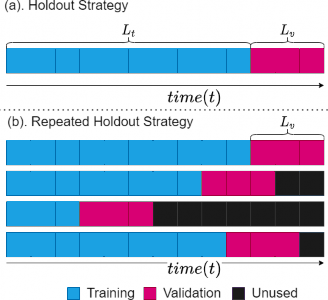 (a). Holdout Strategy
L_t L_v
time(t)
(b). Repeated Holdout Strategy
L_v
time(t)
Training Validation Unused